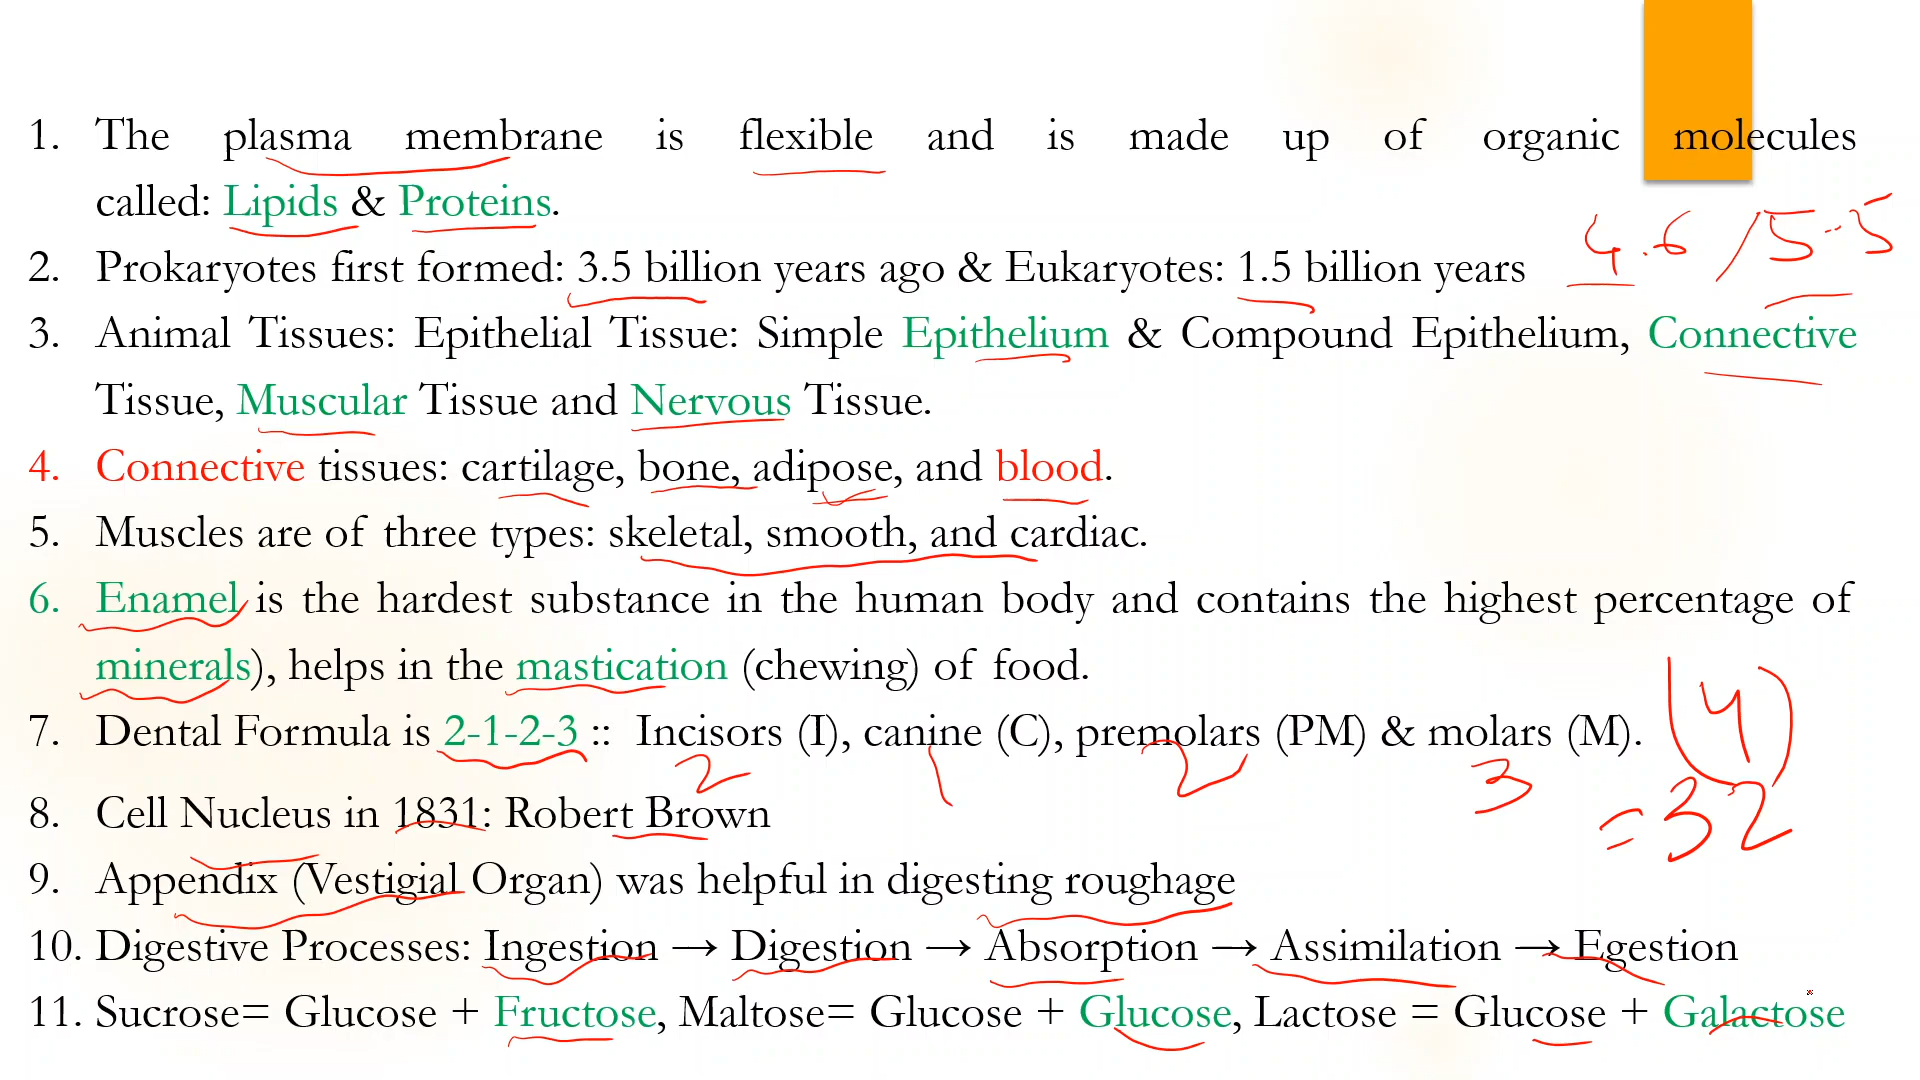 1. The plasma membrane is flexible and is made up of organic molecules
called: Lipids & Proteins.
4.6 / 5.5
2. Prokaryotes first formed: 3.5 billion years ago & Eukaryotes: 1.5 billion years
3. Animal Tissues: Epithelial Tissue: Simple Epithelium & Compound Epithelium, Connective
Tissue, Muscular Tissue and Nervous Tissue.
4. Connective tissues: cartilage, bone, adipose, and blood.
5. Muscles are of three types: skeletal, smooth, and cardiac.
6. Enamel is the hardest substance in the human body and contains the highest percentage of
minerals), helps in the mastication (chewing) of food.
7. Dental Formula is 2-1-2-3 :: Incisors (I), canine (C), premolars (PM) & molars (M).
(4)
2 1 2 3
= 32
8. Cell Nucleus in 1831: Robert Brown
9. Appendix (Vestigial Organ) was helpful in digesting roughage
10. Digestive Processes: Ingestion → Digestion → Absorption → Assimilation → Egestion
11. Sucrose= Glucose + Fructose, Maltose= Glucose + Glucose, Lactose = Glucose + Galactose